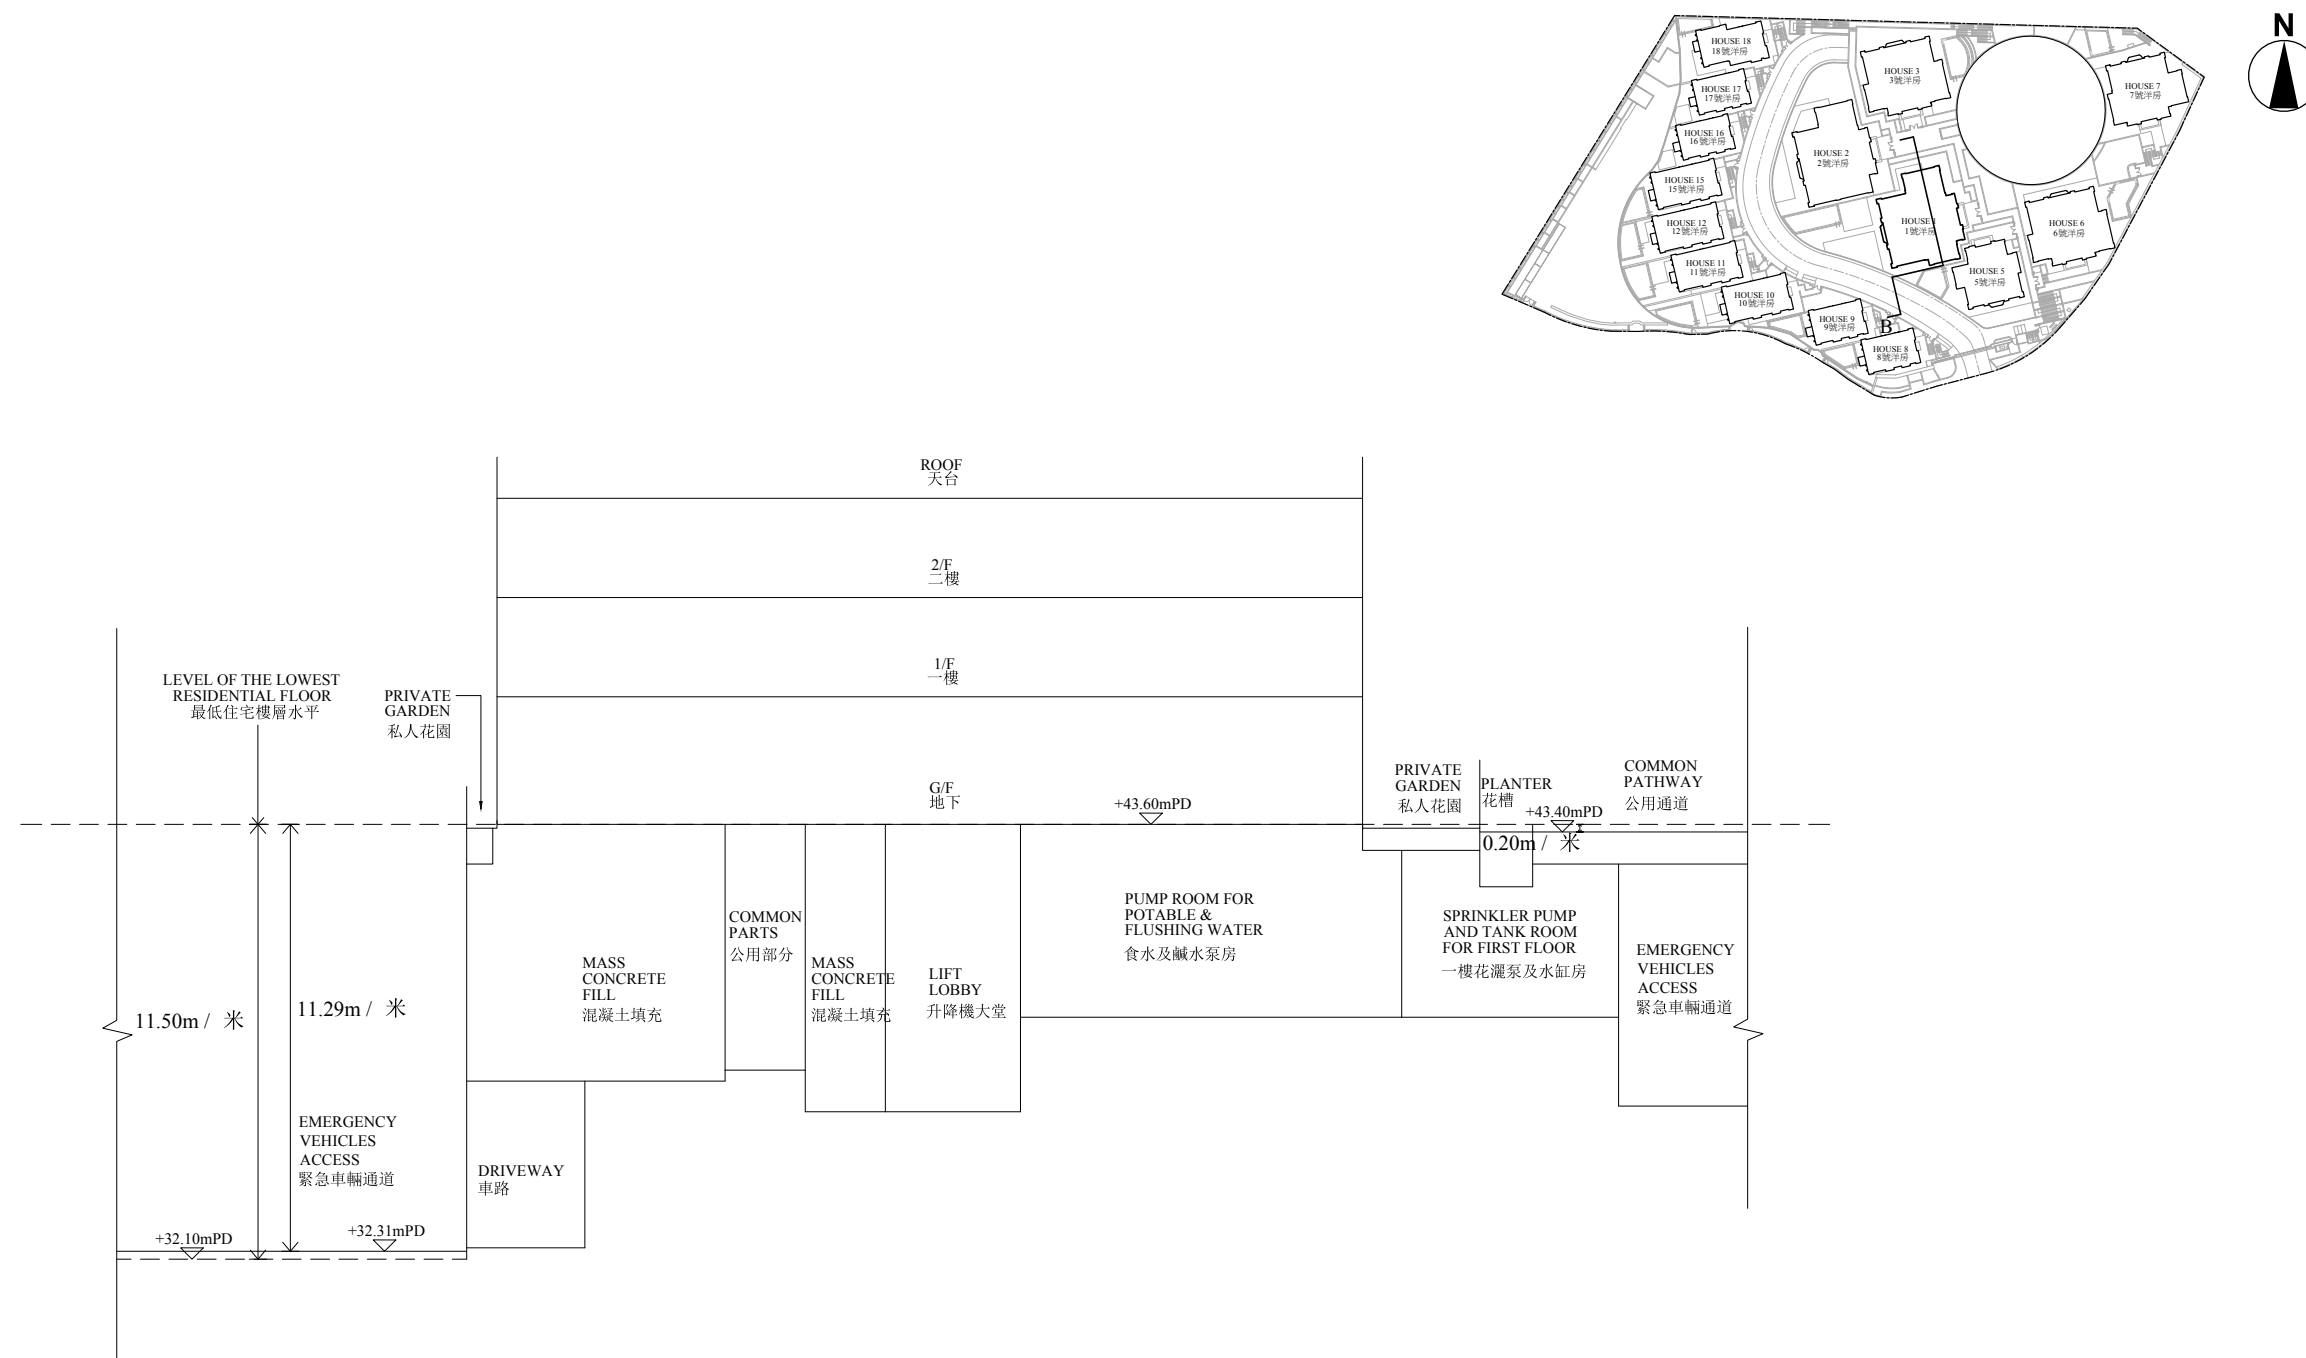 N
HOUSE 18
18號洋房
HOUSE 17
17號洋房
HOUSE 16
16號洋房
HOUSE 15
15號洋房
HOUSE 12
12號洋房
HOUSE 11
11號洋房
HOUSE 10
10號洋房
HOUSE 9
9號洋房
HOUSE 8
8號洋房
HOUSE 3
3號洋房
HOUSE 2
2號洋房
HOUSE 1
1號洋房
HOUSE 5
5號洋房
HOUSE 6
6號洋房
HOUSE 7
7號洋房
B
ROOF
天台
2/F
二樓
1/F
一樓
G/F
地下
LEVEL OF THE LOWEST
RESIDENTIAL FLOOR
最低住宅樓層水平
PRIVATE
GARDEN
私人花園
+43.60mPD
PRIVATE
GARDEN
私人花園
PLANTER
花槽
COMMON
PATHWAY
公用通道
+43.40mPD
0.20m / 米
11.50m / 米
11.29m / 米
MASS
CONCRETE
FILL
混凝土填充
COMMON
PARTS
公用部分
MASS
CONCRETE
FILL
混凝土填充
LIFT
LOBBY
升降機大堂
PUMP ROOM FOR
POTABLE &
FLUSHING WATER
食水及鹹水泵房
SPRINKLER PUMP
AND TANK ROOM
FOR FIRST FLOOR
一樓花灑泵及水缸房
EMERGENCY
VEHICLES
ACCESS
緊急車輛通道
EMERGENCY
VEHICLES
ACCESS
緊急車輛通道
DRIVEWAY
車路
+32.10mPD
+32.31mPD